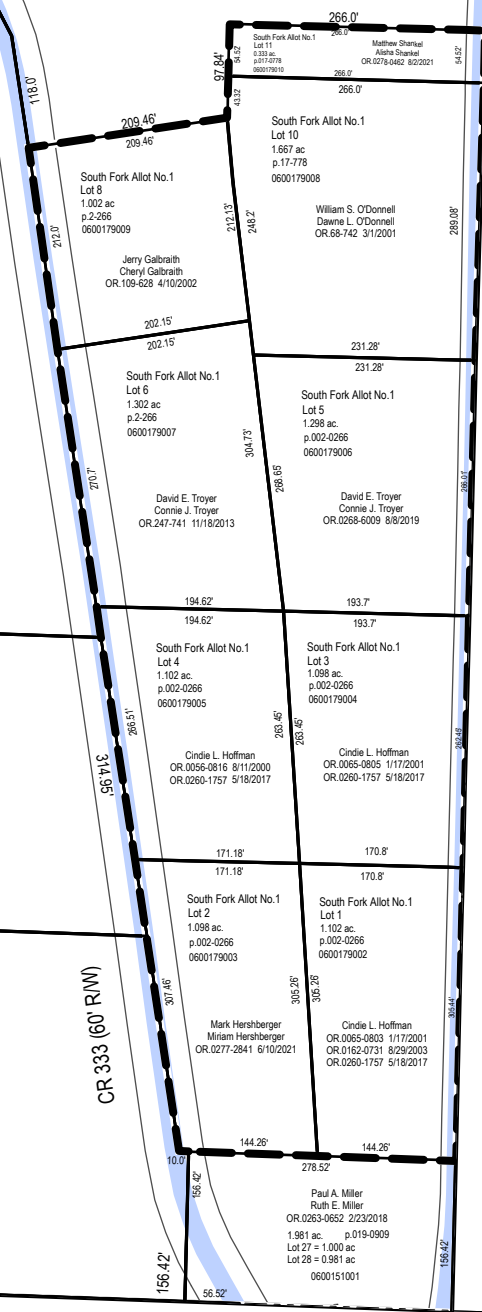 266.0'
266.0'
South Fork Allot No.1
Lot 11
0.333 ac.
p.017-0778
0600179010
54.52'
Matthew Shankel
Alisha Shankel
OR.0278-0462 8/2/2021
54.52'
97.84'
118.0'
266.0'
266.0'
43.32'
209.46'
209.46'
South Fork Allot No.1
Lot 10
1.667 ac
p.17-778
0600179008
South Fork Allot No.1
Lot 8
1.002 ac
p.2-266
0600179009
William S. O'Donnell
Dawne L. O'Donnell
OR.68-742 3/1/2001
212.0'
212.13'
248.2'
289.08'
Jerry Galbraith
Cheryl Galbraith
OR.109-628 4/10/2002
202.15'
202.15'
231.28'
231.28'
South Fork Allot No.1
Lot 6
1.302 ac
p.2-266
0600179007
South Fork Allot No.1
Lot 5
1.298 ac.
p.002-0266
0600179006
270.7'
304.73'
268.65'
266.01'
David E. Troyer
Connie J. Troyer
OR.247-741 11/18/2013
David E. Troyer
Connie J. Troyer
OR.0268-6009 8/8/2019
194.62'
194.62'
193.7'
193.7'
South Fork Allot No.1
Lot 4
1.102 ac.
p.002-0266
0600179005
South Fork Allot No.1
Lot 3
1.098 ac.
p.002-0266
0600179004
266.51'
263.45'
263.45'
262.45'
314.95'
Cindie L. Hoffman
OR.0056-0816 8/11/2000
OR.0260-1757 5/18/2017
Cindie L. Hoffman
OR.0065-0805 1/17/2001
OR.0260-1757 5/18/2017
171.18'
171.18'
170.8'
170.8'
South Fork Allot No.1
Lot 2
1.098 ac.
p.002-0266
0600179003
South Fork Allot No.1
Lot 1
1.102 ac.
p.002-0266
0600179002
307.46'
305.26'
305.26'
305.44'
CR 333 (60' R/W)
Mark Hershberger
Miriam Hershberger
OR.0277-2841 6/10/2021
Cindie L. Hoffman
OR.0065-0803 1/17/2001
OR.0162-0731 8/29/2003
OR.0260-1757 5/18/2017
144.26'
144.26'
10.0'
278.52'
156.42'
156.42'
156.42'
Paul A. Miller
Ruth E. Miller
OR.0263-0652 2/23/2018
1.981 ac. p.019-0909
Lot 27 = 1.000 ac
Lot 28 = 0.981 ac
0600151001
56.52'